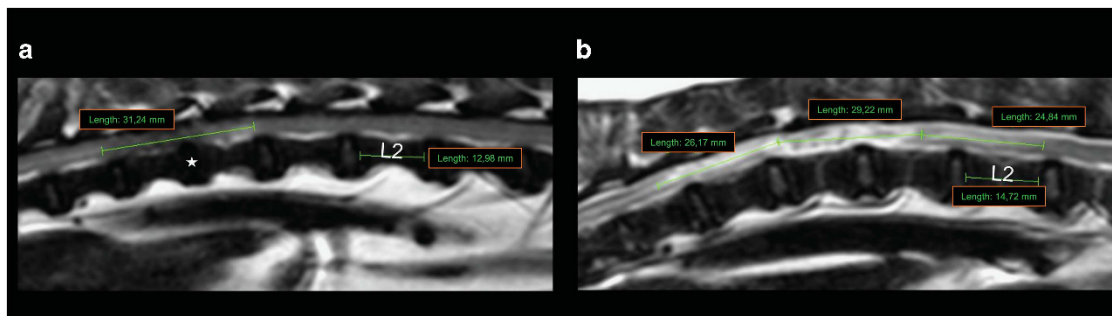 a
Length: 31,24 mm
L2
Length: 12,98 mm
b
Length: 29,22 mm
Length: 24,84 mm
Length: 26,17 mm
L2
Length: 14,72 mm